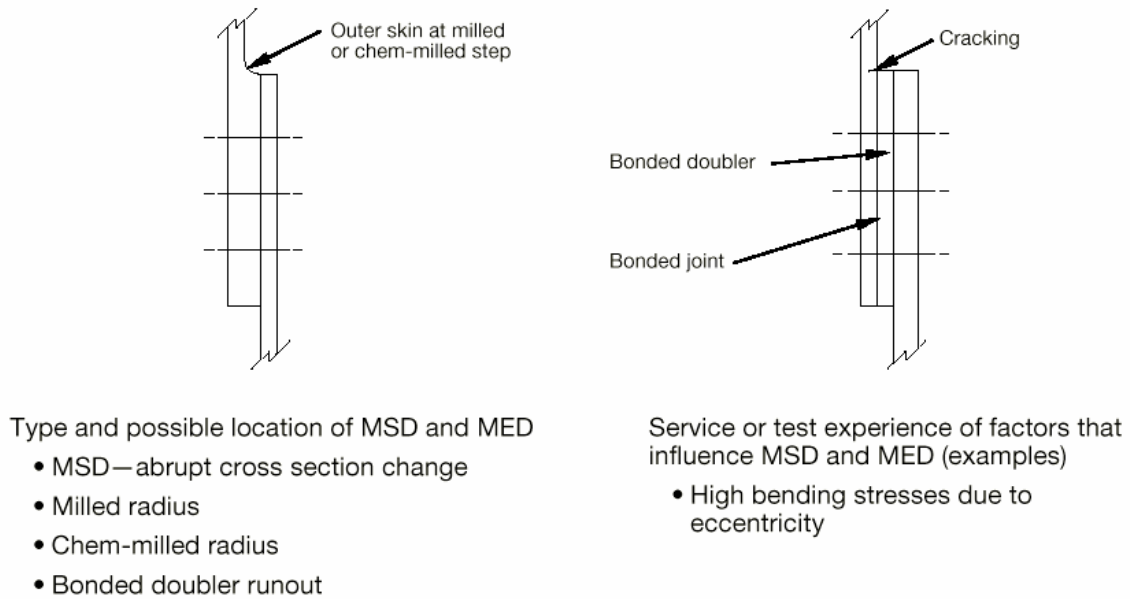 Outer skin at milled
or chem-milled step
Cracking
Bonded doubler
Bonded joint
Type and possible location of MSD and MED
• MSD—abrupt cross section change
• Milled radius
• Chem-milled radius
• Bonded doubler runout
Service or test experience of factors that
influence MSD and MED (examples)
• High bending stresses due to
eccentricity